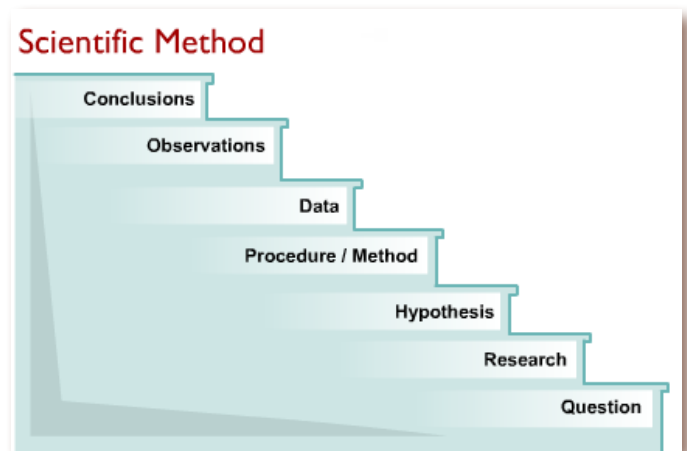 Scientific Method
Conclusions
Observations
Data
Procedure / Method
Hypothesis
Research
Question